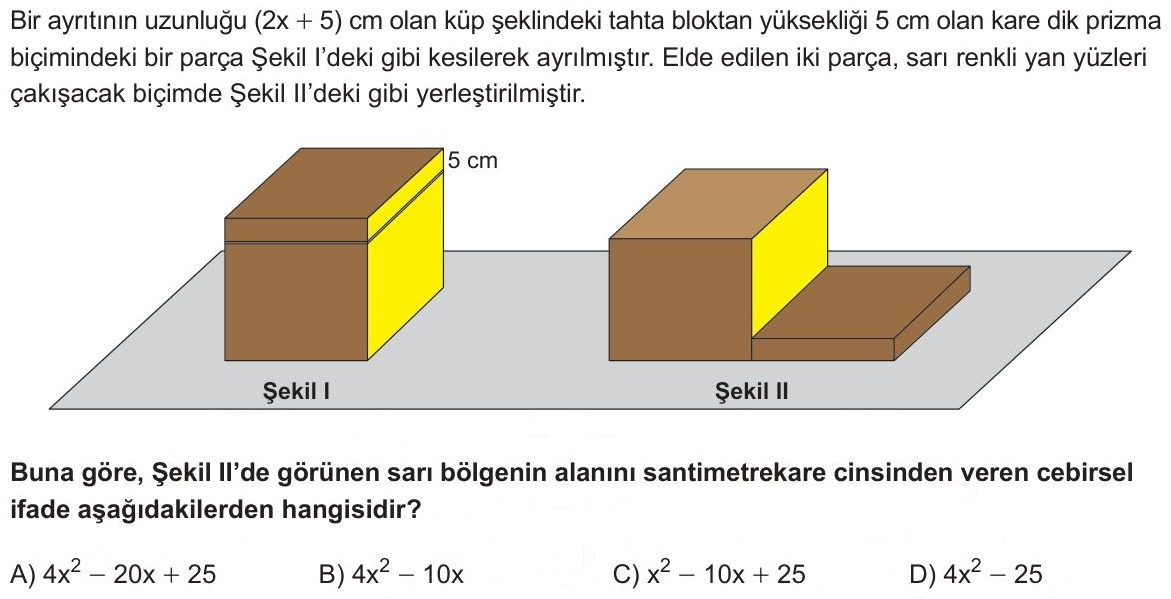 Bir ayrıtının uzunluğu (2x + 5) cm olan küp şeklindeki tahta bloktan yüksekliği 5 cm olan kare dik prizma
biçimindeki bir parça Şekil I'deki gibi kesilerek ayrılmıştır. Elde edilen iki parça, sarı renkli yan yüzleri
çakışacak biçimde Şekil II'deki gibi yerleştirilmiştir.
5 cm
Şekil I
Şekil II
Buna göre, Şekil II'de görünen sarı bölgenin alanını santimetrekare cinsinden veren cebirsel
ifade aşağıdakilerden hangisidir?
A) 4x² – 20x + 25 B) 4x² – 10x C) x² – 10x + 25 D) 4x² – 25